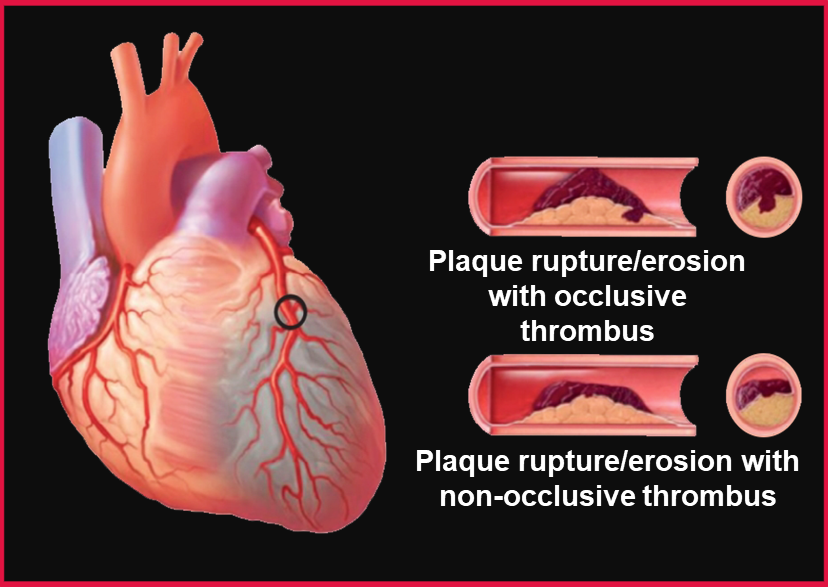 Plaque rupture/erosion
with occlusive
thrombus
Plaque rupture/erosion with
non-occlusive thrombus